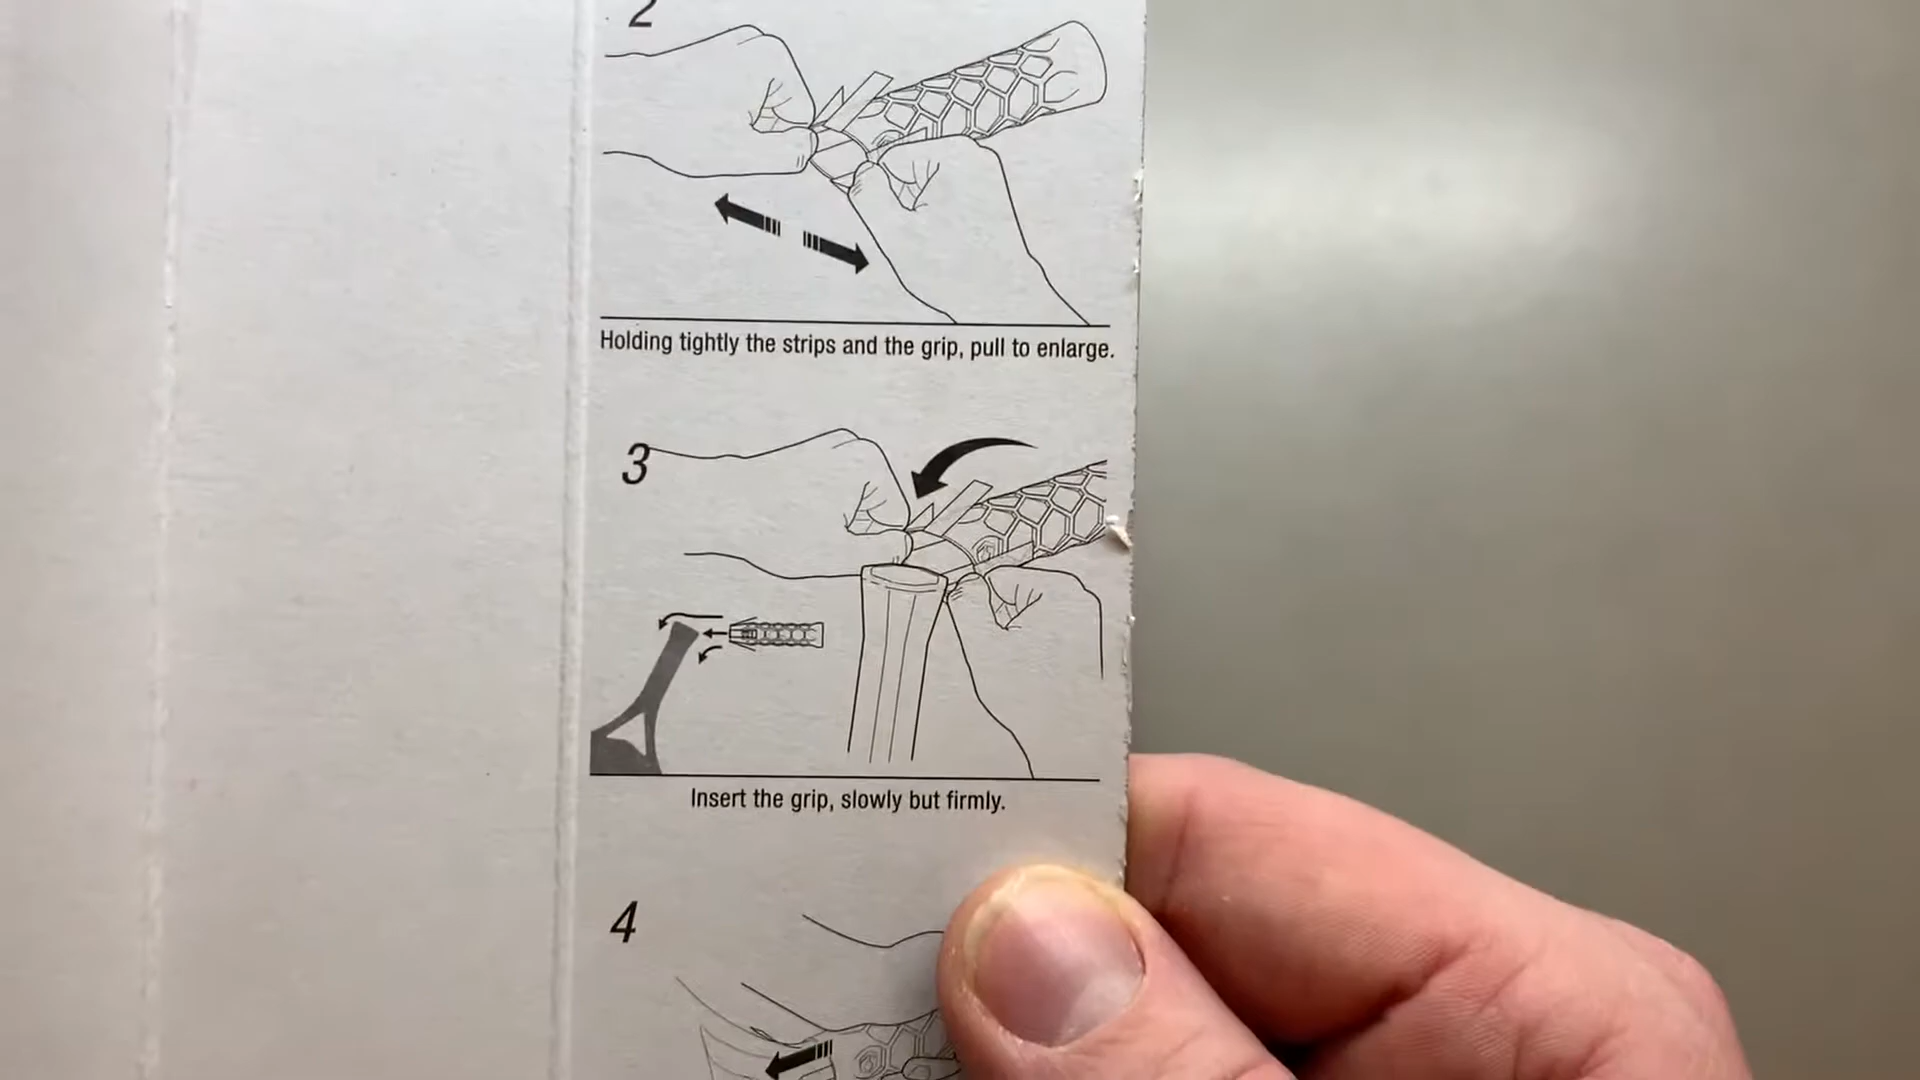 2
Holding tightly the strips and the grip, pull to enlarge.
3
Insert the grip, slowly but firmly.
4